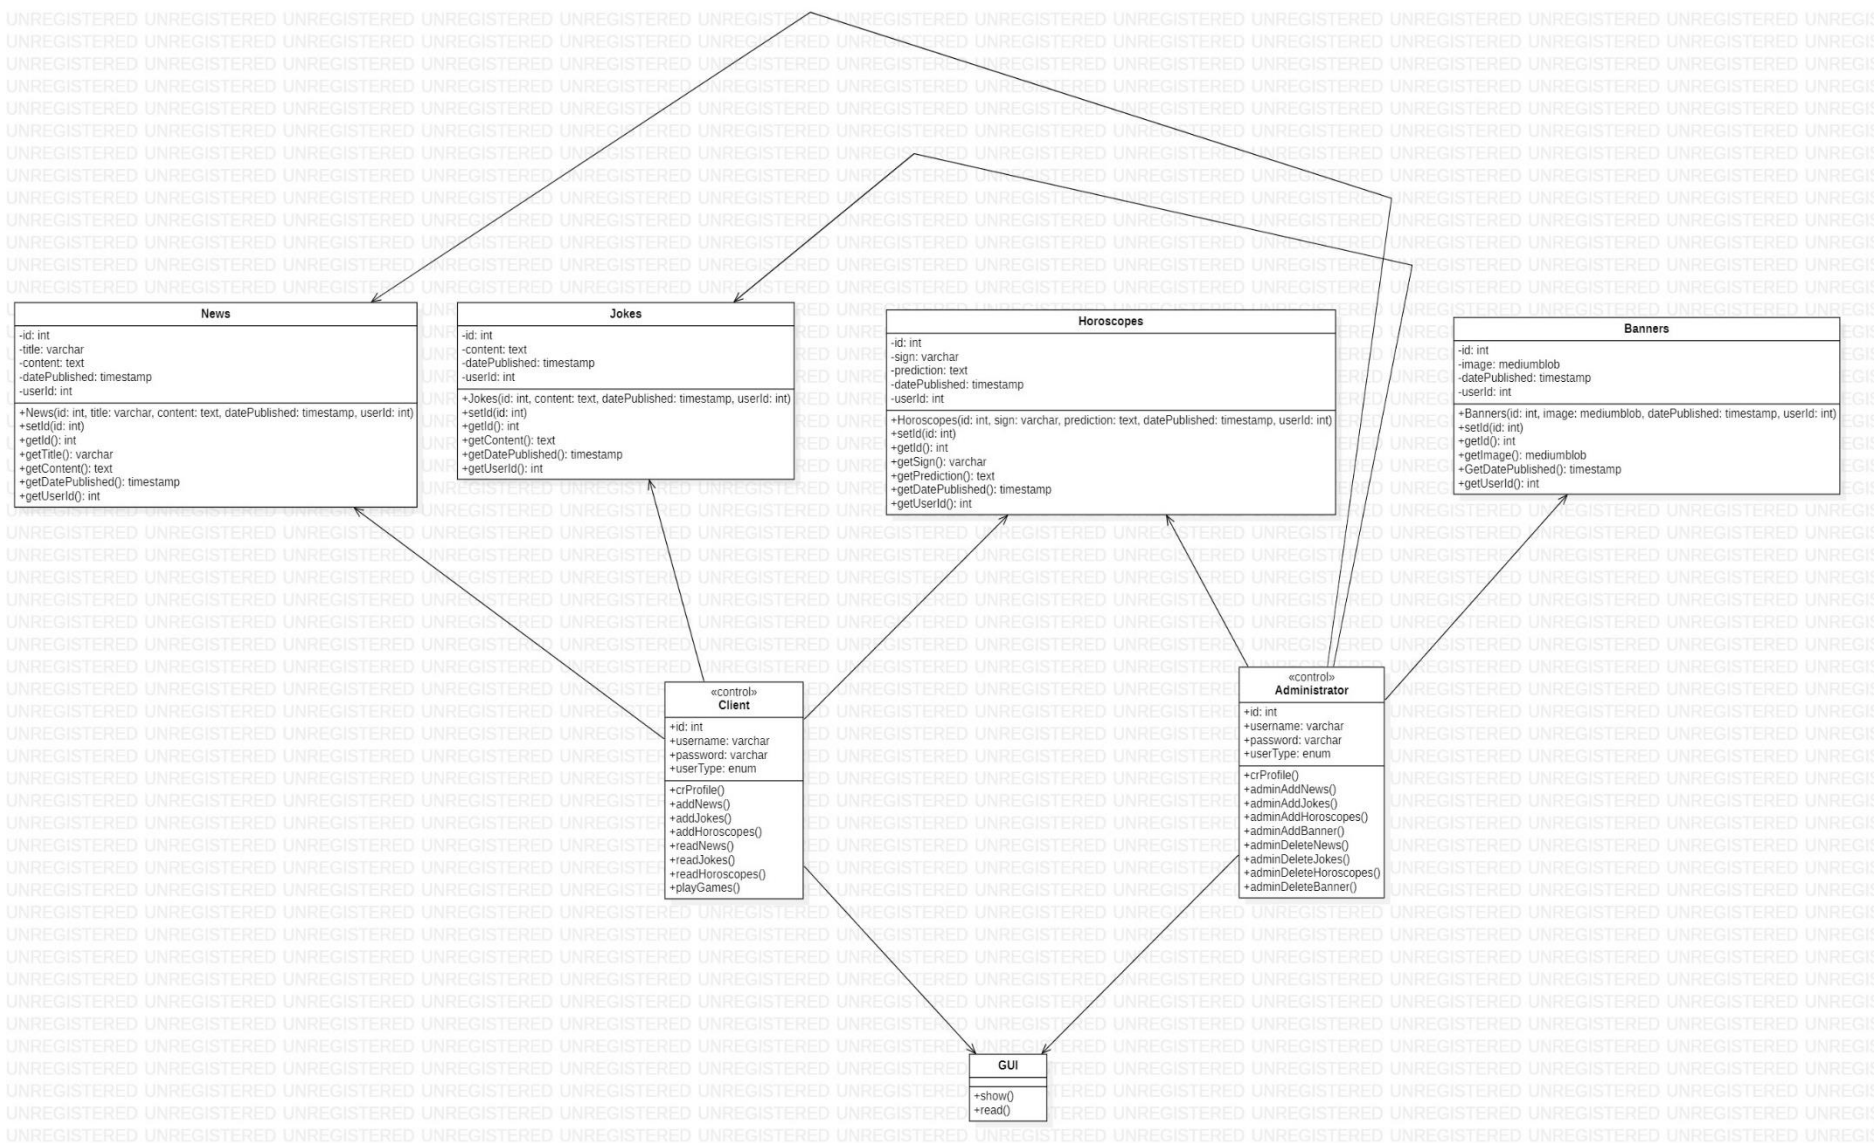 News
-id: int
-title: varchar
-content: text
-datePublished: timestamp
-userId: int
+News(id: int, title: varchar, content: text, datePublished: timestamp, userId: int)
+setId(id: int)
+getId(): int
+getTitle(): varchar
+getContent(): text
+getDatePublished(): timestamp
+getUserId(): int
Jokes
-id: int
-content: text
-datePublished: timestamp
-userId: int
+Jokes(id: int, content: text, datePublished: timestamp, userId: int)
+setId(id: int)
+getId(): int
+getContent(): text
+getDatePublished(): timestamp
+getUserId(): int
Horoscopes
-id: int
-sign: varchar
-prediction: text
-datePublished: timestamp
-userId: int
+Horoscopes(id: int, sign: varchar, prediction: text, datePublished: timestamp, userId: int)
+setId(id: int)
+getId(): int
+getSign(): varchar
+getPrediction(): text
+getDatePublished(): timestamp
+getUserId(): int
Banners
-id: int
-image: mediumblob
-datePublished: timestamp
-userId: int
+Banners(id: int, image: mediumblob, datePublished: timestamp, userId: int)
+setId(id: int)
+getId(): int
+getImage(): mediumblob
+GetDatePublished(): timestamp
+getUserId(): int
«control»
Client
+id: int
+username: varchar
+password: varchar
+userType: enum
+crProfile()
+addNews()
+addJokes()
+addHoroscopes()
+readNews()
+readJokes()
+readHoroscopes()
+playGames()
«control»
Administrator
+id: int
+username: varchar
+password: varchar
+userType: enum
+crProfile()
+adminAddNews()
+adminAddJokes()
+adminAddHoroscopes()
+adminAddBanner()
+adminDeleteNews()
+adminDeleteJokes()
+adminDeleteHoroscopes()
+adminDeleteBanner()
GUI
+show()
+read()
UNREGISTERED